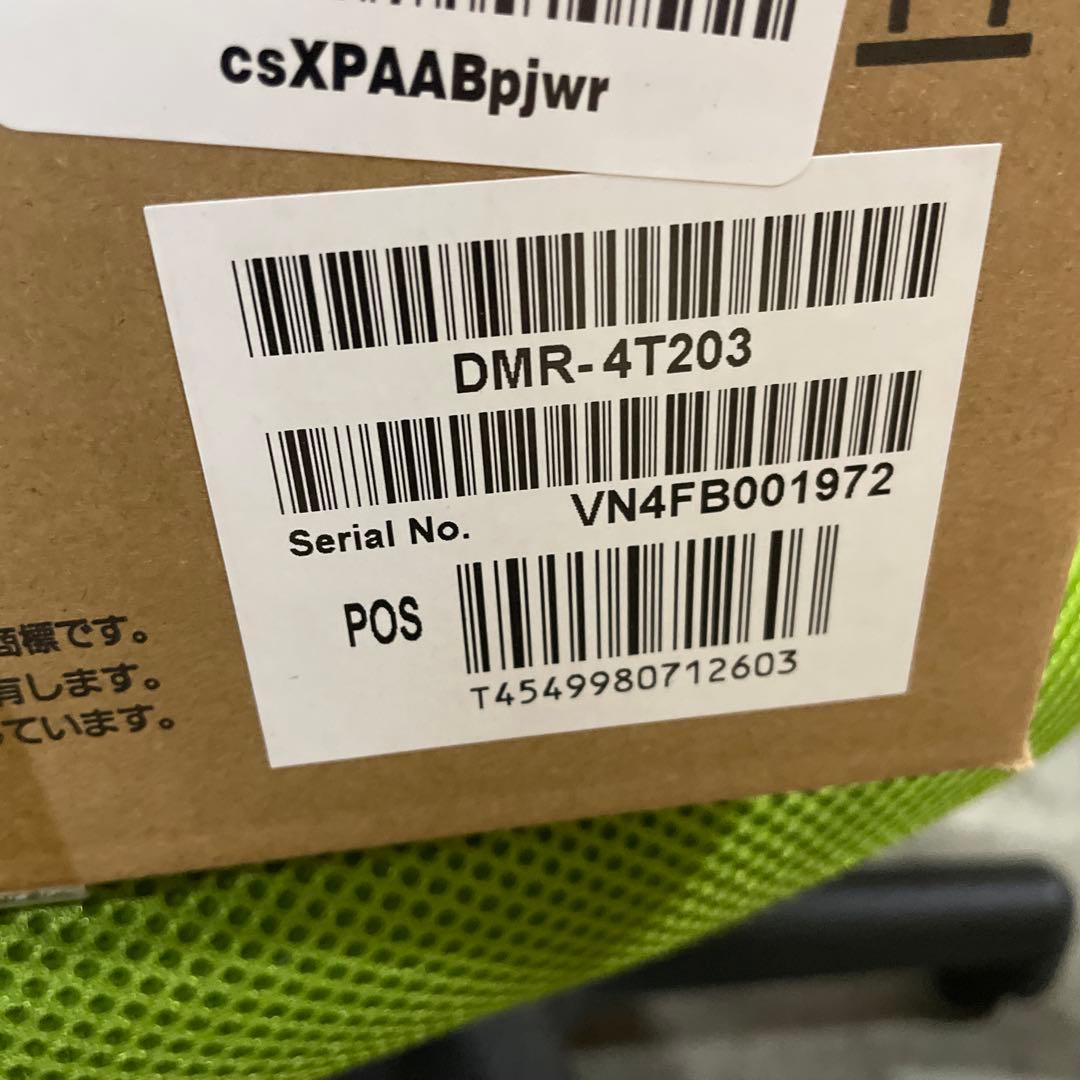 csXPAABpjwr
DMR-4T203
Serial No. VN4FB001972
POS
T4549980712603
商標です。
有します。
ています。